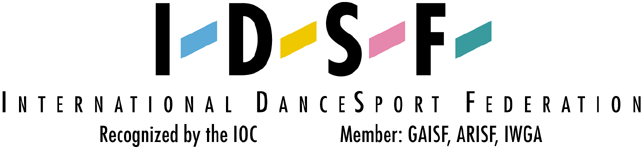 I-D-S-F-
INTERNATIONAL DANCESPORT FEDERATION
Recognized by the IOC Member: GAISF, ARISF, IWGA